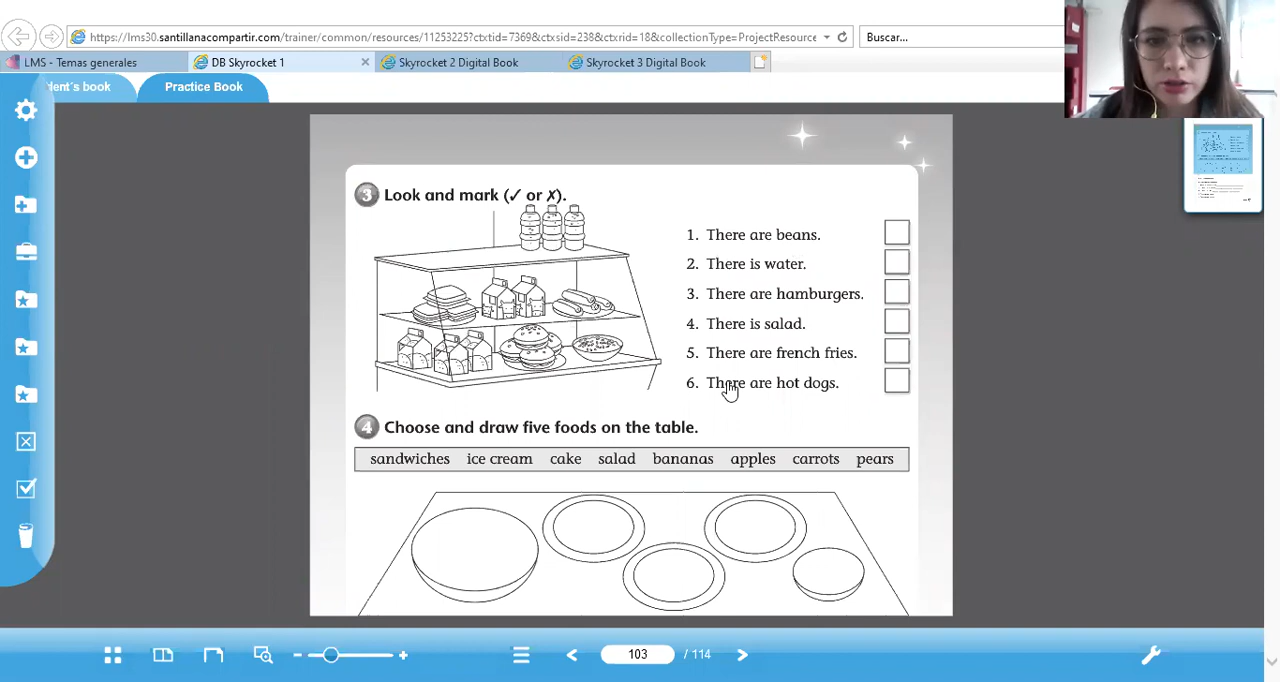 https://lms30.santillanacompartir.com/trainer/common/resources/11253225?ctxtid=7369&ctxsid=238&ctxrid=18&collectionType=ProjectResource
Buscar...
LMS - Temas generales
DB Skyrocket 1
Skyrocket 2 Digital Book
Skyrocket 3 Digital Book
dent's book
Practice Book
3 Look and mark (✓ or ✗).
1. There are beans.
2. There is water.
3. There are hamburgers.
4. There is salad.
5. There are french fries.
6. There are hot dogs.
4 Choose and draw five foods on the table.
sandwiches ice cream cake salad bananas apples carrots pears
103 / 114